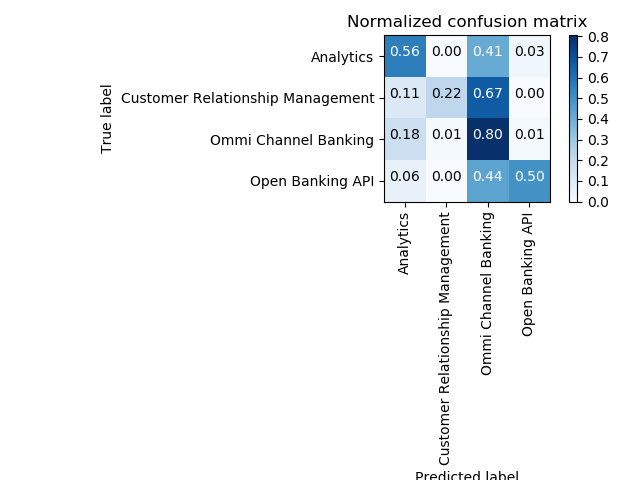 Normalized confusion matrix
True label
Analytics
Customer Relationship Management
Ommi Channel Banking
Open Banking API
0.56 0.00 0.41 0.03
0.11 0.22 0.67 0.00
0.18 0.01 0.80 0.01
0.06 0.00 0.44 0.50
0.8
0.7
0.6
0.5
0.4
0.3
0.2
0.1
0.0
Analytics
Customer Relationship Management
Ommi Channel Banking
Open Banking API
Predicted label